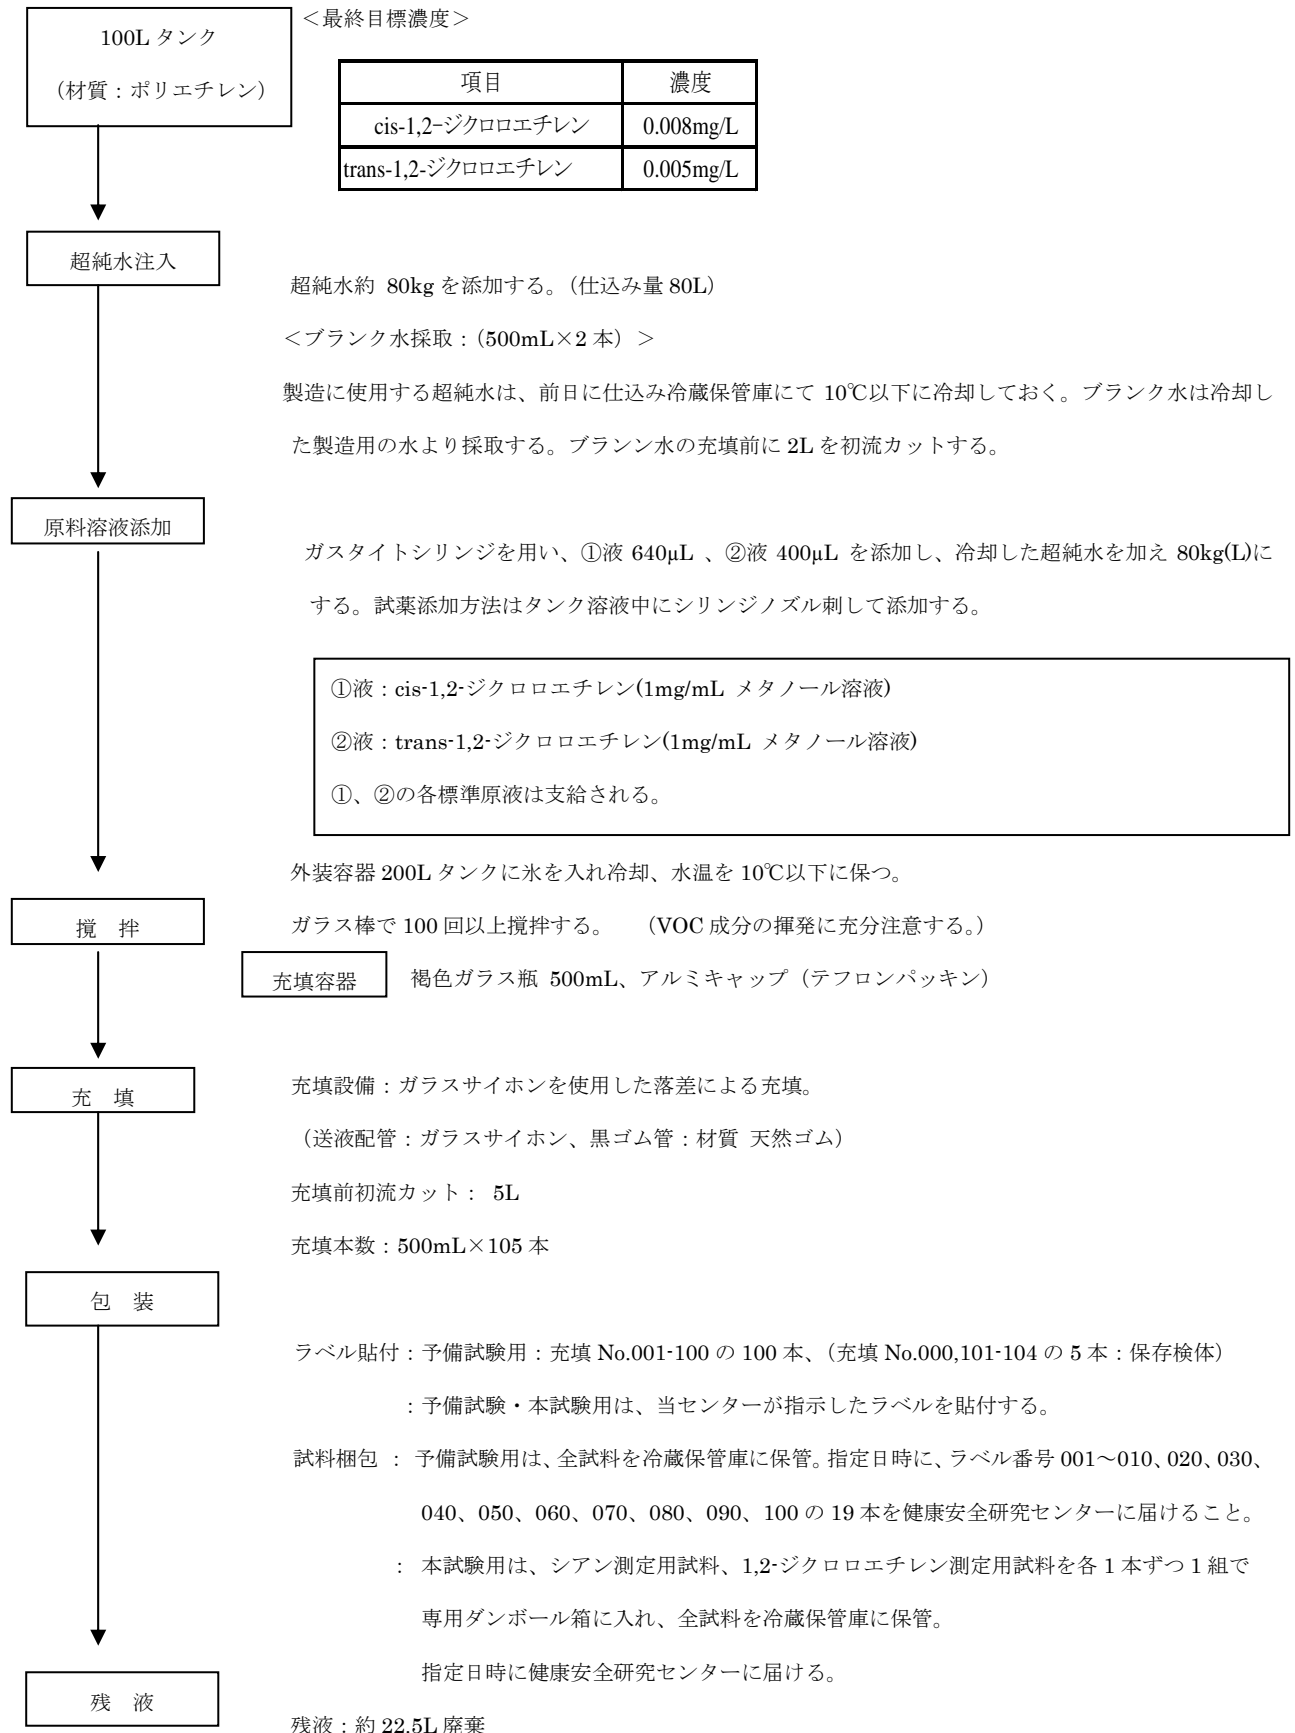 100L タンク
(材質：ポリエチレン)
＜最終目標濃度＞
項目 濃度
cis-1,2-ジクロロエチレン 0.008mg/L
trans-1,2-ジクロロエチレン 0.005mg/L
超純水注入
超純水約 80kg を添加する。（仕込み量 80L）
＜ブランク水採取：（500mL×2 本）＞
製造に使用する超純水は、前日に仕込み冷蔵保管庫にて 10℃以下に冷却しておく。ブランク水は冷却し
た製造用の水より採取する。ブランン水の充填前に 2L を初流カットする。
原料溶液添加
ガスタイトシリンジを用い、①液 640µL 、②液 400µL を添加し、冷却した超純水を加え 80kg(L)に
する。試薬添加方法はタンク溶液中にシリンジノズル刺して添加する。
①液：cis-1,2-ジクロロエチレン(1mg/mL メタノール溶液)
②液：trans-1,2-ジクロロエチレン(1mg/mL メタノール溶液)
①、②の各標準原液は支給される。
外装容器 200L タンクに氷を入れ冷却、水温を 10℃以下に保つ。
撹　拌
ガラス棒で 100 回以上撹拌する。　（VOC 成分の揮発に充分注意する。）
充填容器 褐色ガラス瓶 500mL、アルミキャップ（テフロンパッキン）
充　填
充填設備：ガラスサイホンを使用した落差による充填。
（送液配管：ガラスサイホン、黒ゴム管：材質 天然ゴム）
充填前初流カット： 5L
充填本数：500mL×105 本
包　装
ラベル貼付：予備試験用：充填 No.001-100 の 100 本、（充填 No.000,101-104 の 5 本：保存検体）
：予備試験・本試験用は、当センターが指示したラベルを貼付する。
試料梱包 ： 予備試験用は、全試料を冷蔵保管庫に保管。指定日時に、ラベル番号 001～010、020、030、
040、050、060、070、080、090、100 の 19 本を健康安全研究センターに届けること。
： 本試験用は、シアン測定用試料、1,2-ジクロロエチレン測定用試料を各 1 本ずつ 1 組で
専用ダンボール箱に入れ、全試料を冷蔵保管庫に保管。
指定日時に健康安全研究センターに届ける。
残　液
残液：約 22.5L 廃棄